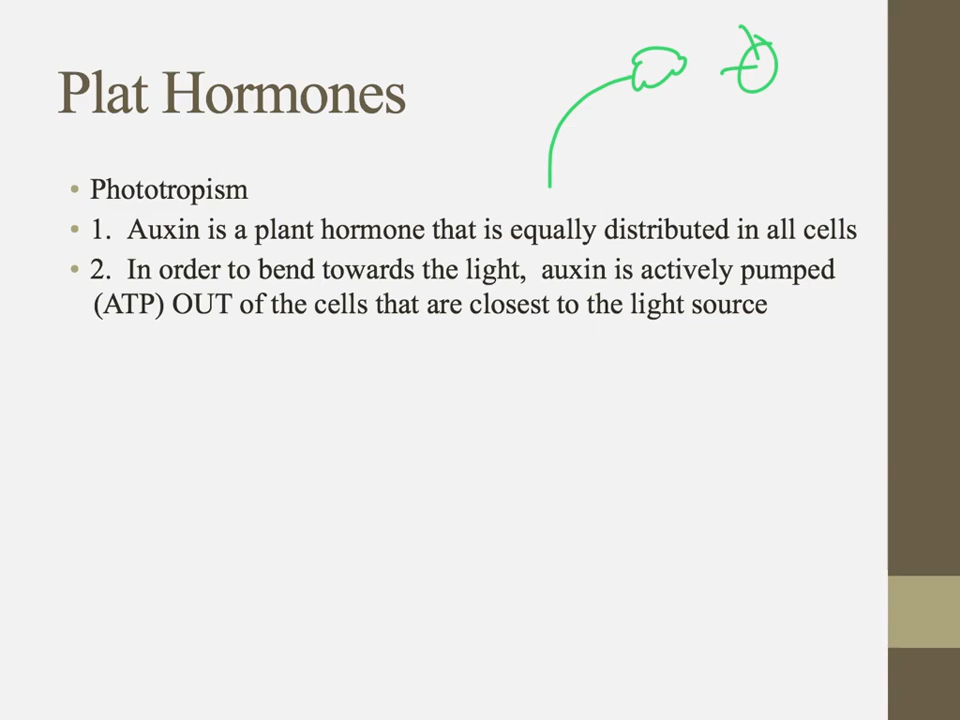 Plat Hormones
• Phototropism
• 1. Auxin is a plant hormone that is equally distributed in all cells
• 2. In order to bend towards the light, auxin is actively pumped
(ATP) OUT of the cells that are closest to the light source